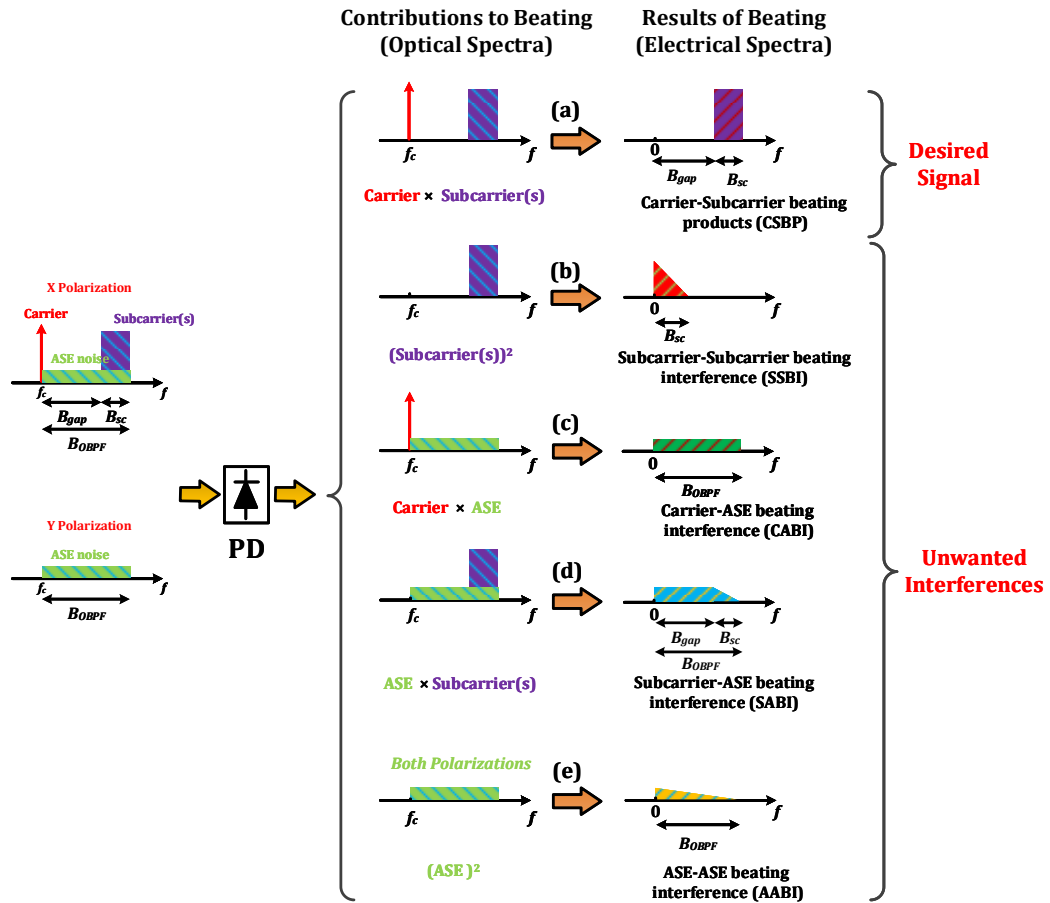 Contributions to Beating
(Optical Spectra)
Results of Beating
(Electrical Spectra)
X Polarization
Carrier
Subcarrier(s)
ASE noise
fc
f
Bgap
Bsc
BOBPF
Y Polarization
ASE noise
fc
f
BOBPF
PD
(a)
fc
f
0
f
Bgap
Bsc
Carrier × Subcarrier(s)
Carrier-Subcarrier beating
products (CSBP)
Desired
Signal
(b)
fc
f
0
f
Bsc
(Subcarrier(s))²
Subcarrier-Subcarrier beating
interference (SSBI)
(c)
fc
f
0
f
BOBPF
Carrier × ASE
Carrier-ASE beating
interference (CABI)
Unwanted
Interferences
(d)
fc
f
0
f
Bgap
Bsc
BOBPF
ASE × Subcarrier(s)
Subcarrier-ASE beating
interference (SABI)
Both Polarizations
(e)
fc
f
0
f
BOBPF
(ASE )²
ASE-ASE beating
interference (AABI)